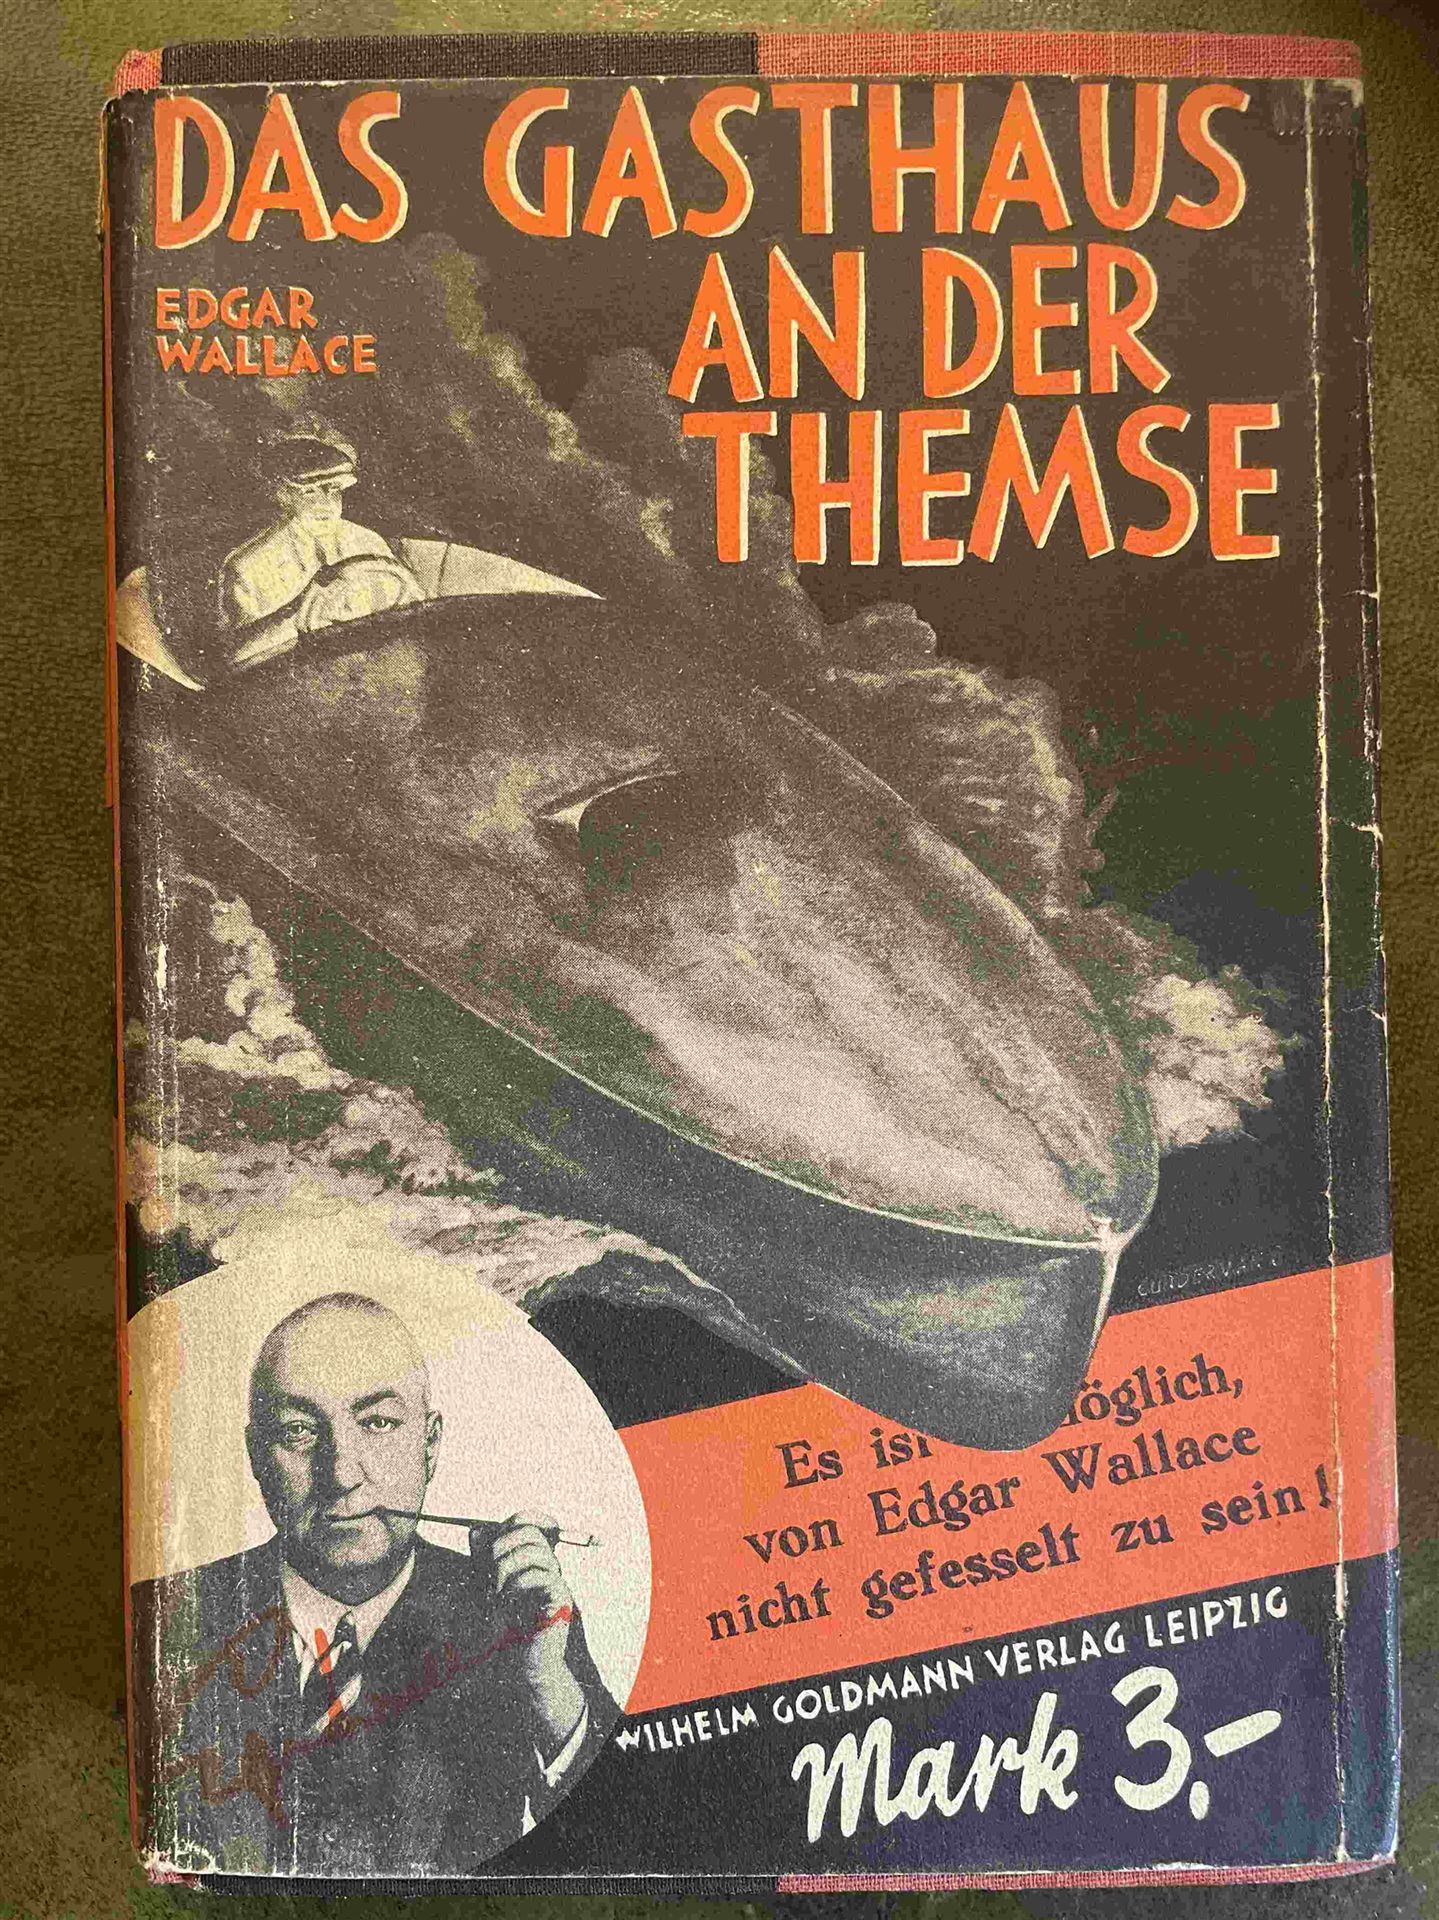 DAS GASTHAUS
AN DER
THEMSE
EDGAR
WALLACE
Es ist möglich,
von Edgar Wallace
nicht gefesselt zu sein!
WILHELM GOLDMANN VERLAG LEIPZIG
Mark 3.-